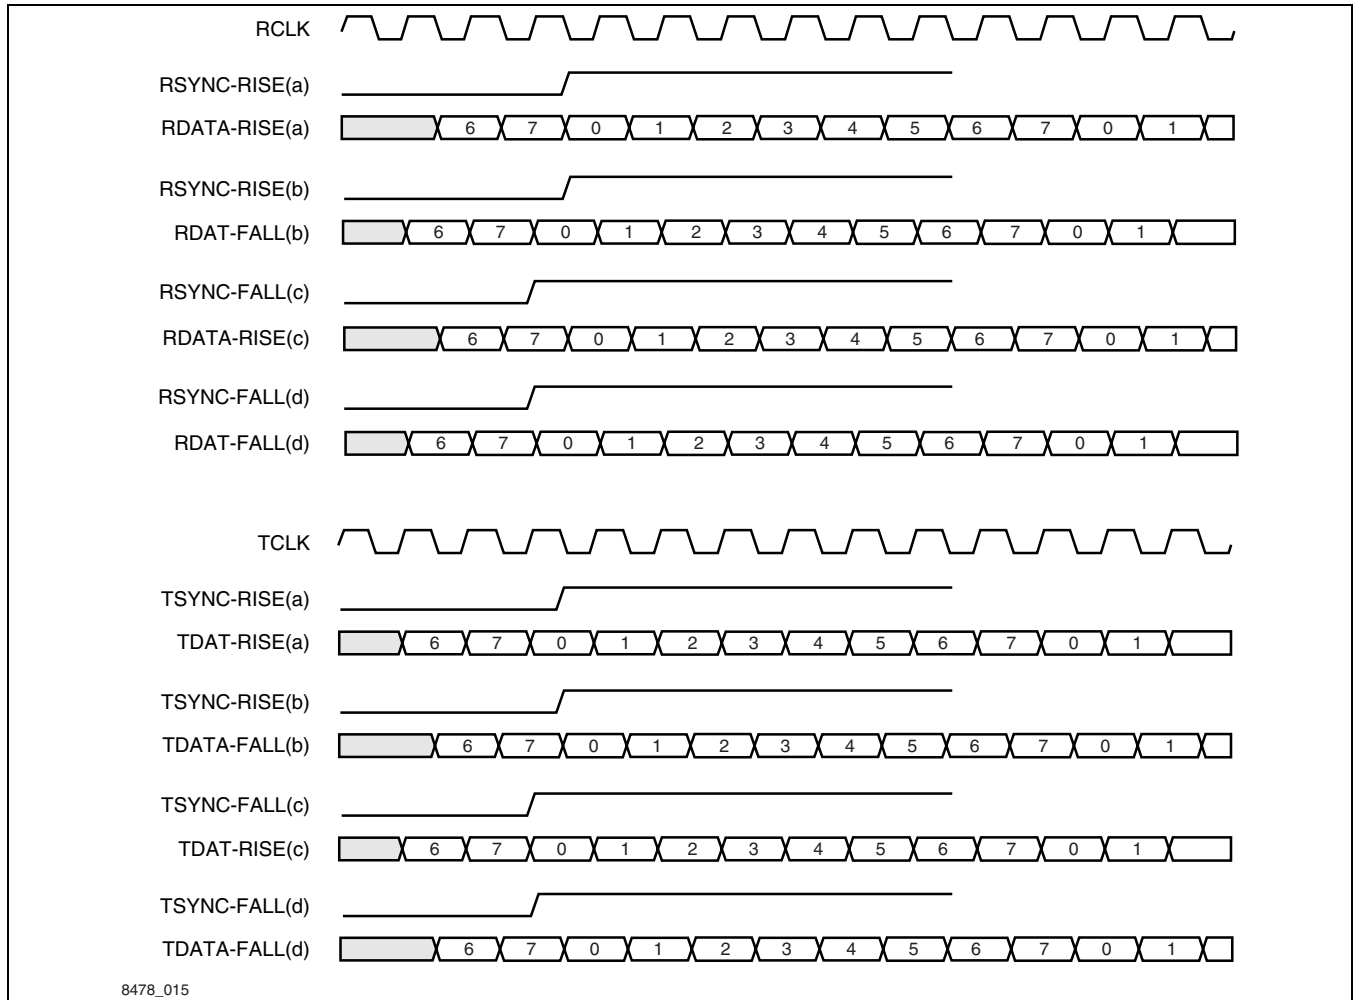 RCLK
RSYNC-RISE(a)
RDATA-RISE(a) 6 7 0 1 2 3 4 5 6 7 0 1
RSYNC-RISE(b)
RDAT-FALL(b) 6 7 0 1 2 3 4 5 6 7 0 1
RSYNC-FALL(c)
RDATA-RISE(c) 6 7 0 1 2 3 4 5 6 7 0 1
RSYNC-FALL(d)
RDAT-FALL(d) 6 7 0 1 2 3 4 5 6 7 0 1
TCLK
TSYNC-RISE(a)
TDAT-RISE(a) 6 7 0 1 2 3 4 5 6 7 0 1
TSYNC-RISE(b)
TDATA-FALL(b) 6 7 0 1 2 3 4 5 6 7 0 1
TSYNC-FALL(c)
TDAT-RISE(c) 6 7 0 1 2 3 4 5 6 7 0 1
TSYNC-FALL(d)
TDATA-FALL(d) 6 7 0 1 2 3 4 5 6 7 0 1
8478_015